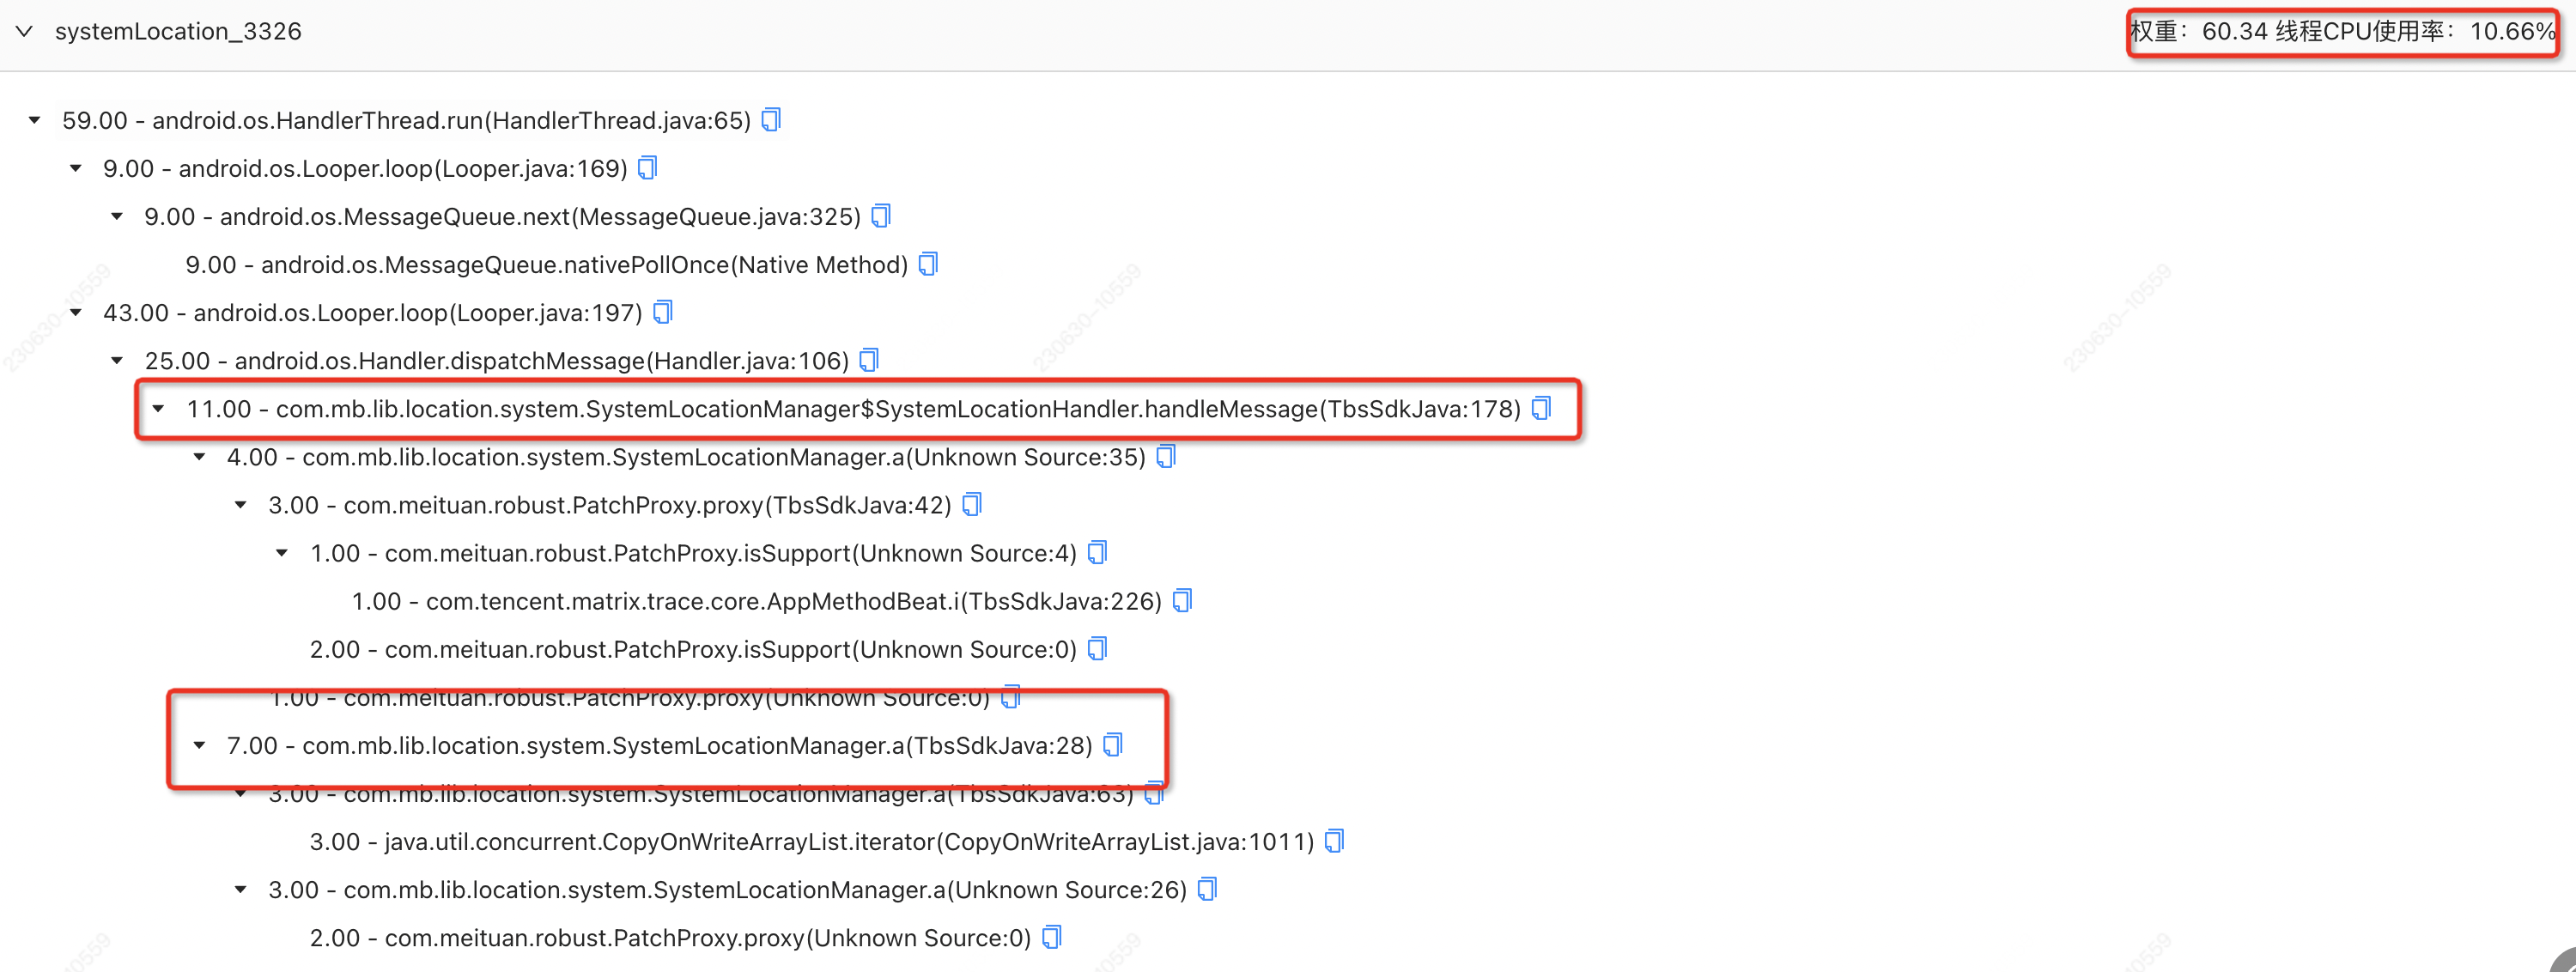 systemLocation_3326 权重：60.34 线程CPU使用率：10.66%
59.00 - android.os.HandlerThread.run(HandlerThread.java:65)
9.00 - android.os.Looper.loop(Looper.java:169)
9.00 - android.os.MessageQueue.next(MessageQueue.java:325)
9.00 - android.os.MessageQueue.nativePollOnce(Native Method)
43.00 - android.os.Looper.loop(Looper.java:197)
25.00 - android.os.Handler.dispatchMessage(Handler.java:106)
11.00 - com.mb.lib.location.system.SystemLocationManager$SystemLocationHandler.handleMessage(TbsSdkJava:178)
4.00 - com.mb.lib.location.system.SystemLocationManager.a(Unknown Source:35)
3.00 - com.meituan.robust.PatchProxy.proxy(TbsSdkJava:42)
1.00 - com.meituan.robust.PatchProxy.isSupport(Unknown Source:4)
1.00 - com.tencent.matrix.trace.core.AppMethodBeat.i(TbsSdkJava:226)
2.00 - com.meituan.robust.PatchProxy.isSupport(Unknown Source:0)
1.00 - com.meituan.robust.PatchProxy.proxy(Unknown Source:0)
7.00 - com.mb.lib.location.system.SystemLocationManager.a(TbsSdkJava:28)
3.00 - com.mb.lib.location.system.SystemLocationManager.a(TbsSdkJava:63)
3.00 - java.util.concurrent.CopyOnWriteArrayList.iterator(CopyOnWriteArrayList.java:1011)
3.00 - com.mb.lib.location.system.SystemLocationManager.a(Unknown Source:26)
2.00 - com.meituan.robust.PatchProxy.proxy(Unknown Source:0)
230630-10559
230630-10559
230630-10559
10559
10559
10559